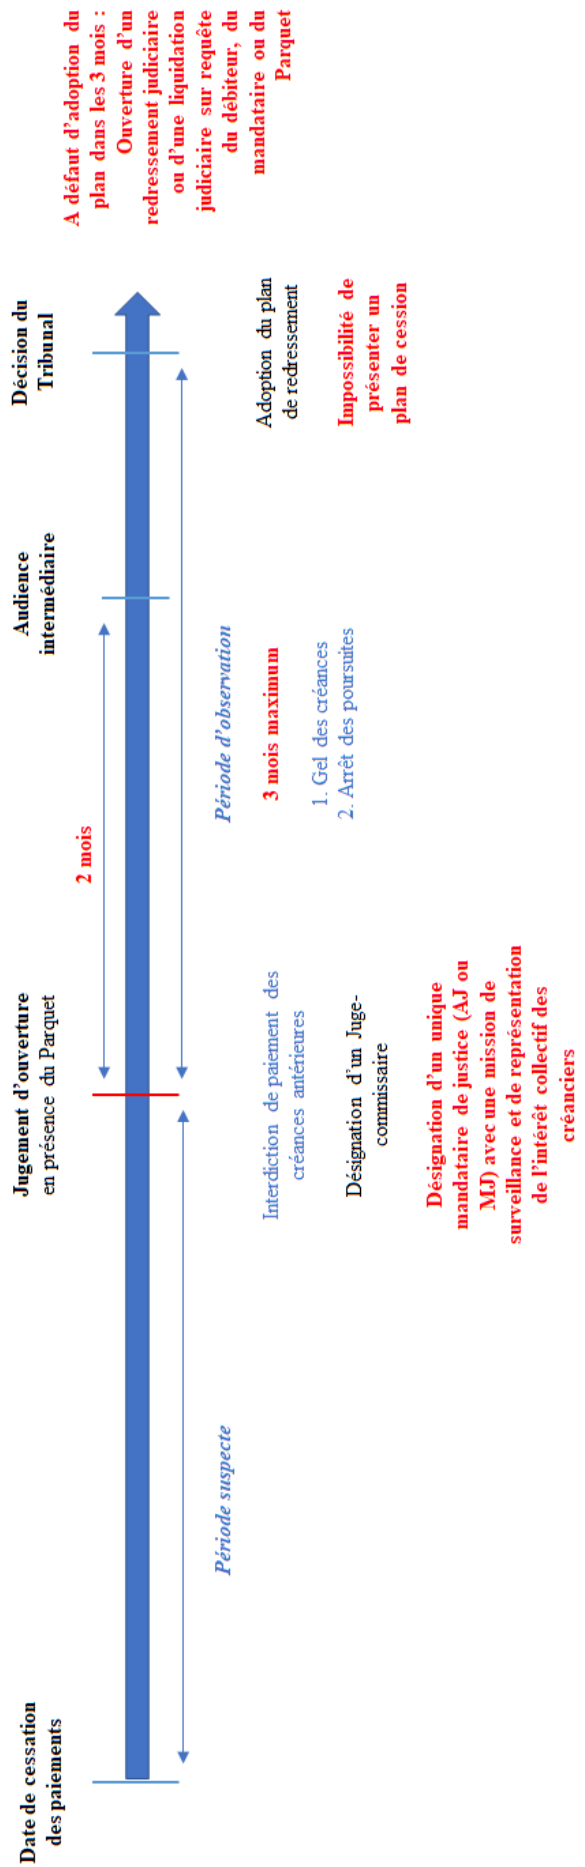 Date de cessation
des paiements
Jugement d'ouverture
en présence du Parquet
Audience
intermédiaire
Décision du
Tribunal
A défaut d'adoption du
plan dans les 3 mois :
Ouverture d'un
redressement judiciaire
ou d'une liquidation
judiciaire sur requête
du débiteur, du
mandataire ou du
Parquet
2 mois
Période suspecte
Période d'observation
Interdiction de paiement des
créances antérieures
Désignation d'un Juge-
commissaire
Désignation d'un unique
mandataire de justice (AJ ou
MJ) avec une mission de
surveillance et de représentation
de l'intérêt collectif des
créanciers
3 mois maximum
1. Gel des créances
2. Arrêt des poursuites
Adoption du plan
de redressement
Impossibilité de
présenter un
plan de cession